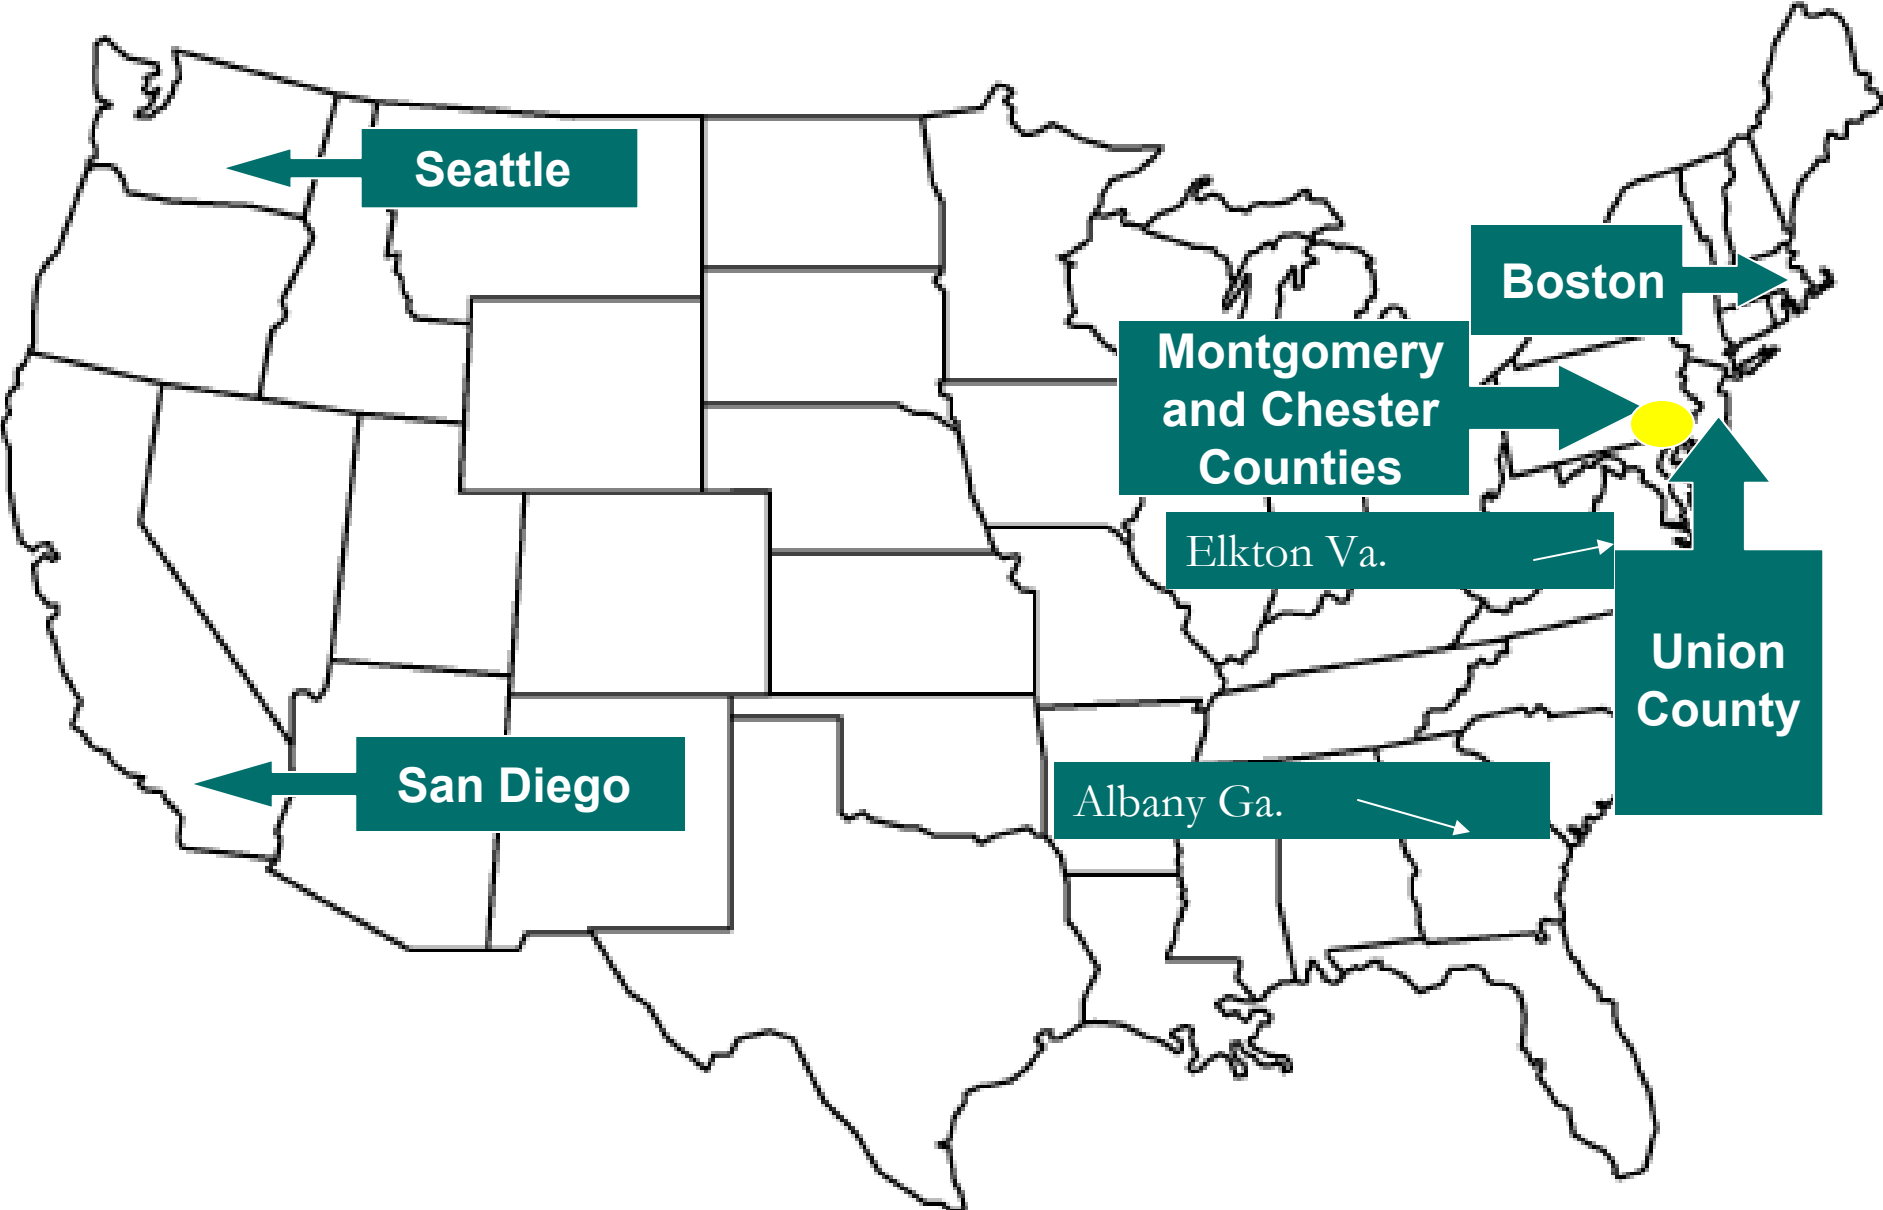 Seattle
Boston
Montgomery
and Chester
Counties
Elkton Va.
Union
County
San Diego
Albany Ga.